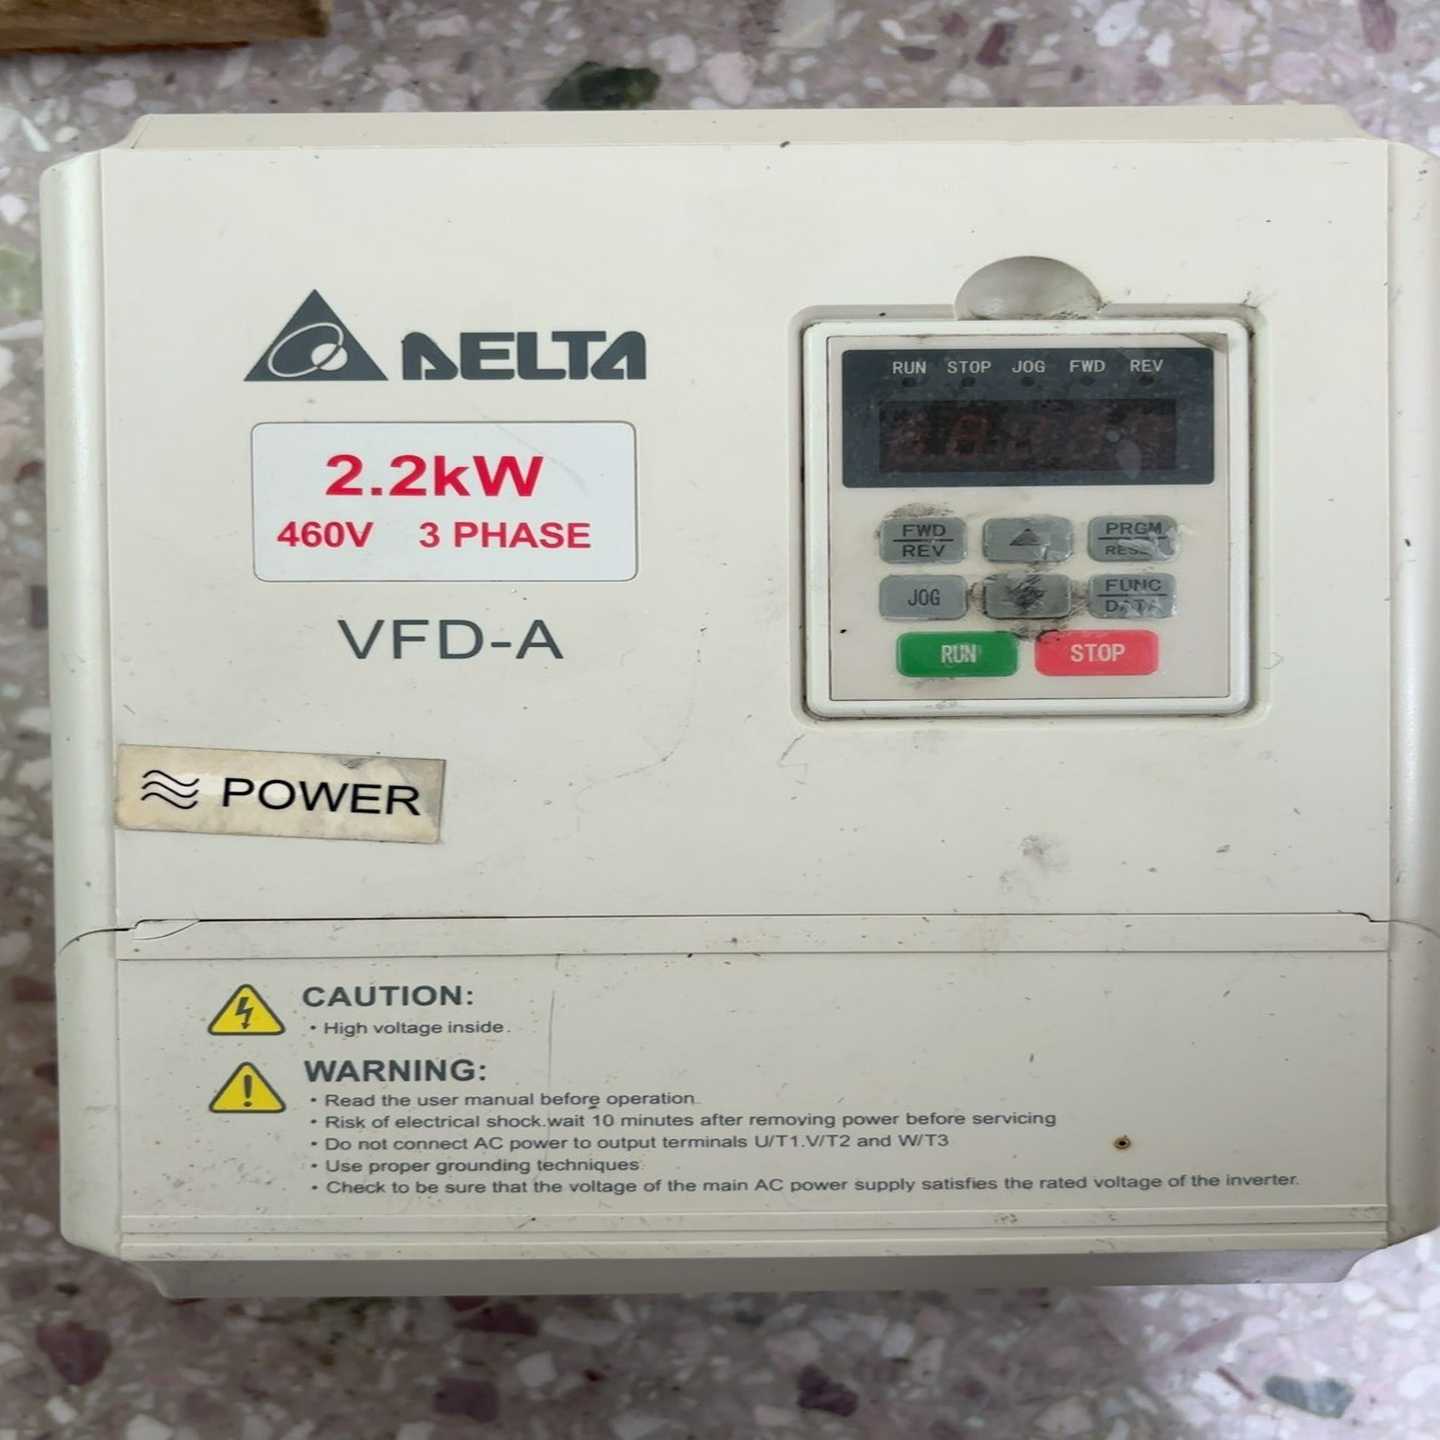 DELTA
2.2kW
460V 3 PHASE
VFD-A
POWER
RUN STOP JOG FWD REV
FWD
REV
PRGM
JOG
FUNC
DATA
RUN STOP
CAUTION:
• High voltage inside.
WARNING:
• Read the user manual before operation
• Risk of electrical shock.wait 10 minutes after removing power before servicing
• Do not connect AC power to output terminals U/T1.V/T2 and W/T3
• Use proper grounding techniques
• Check to be sure that the voltage of the main AC power supply satisfies the rated voltage of the inverter.